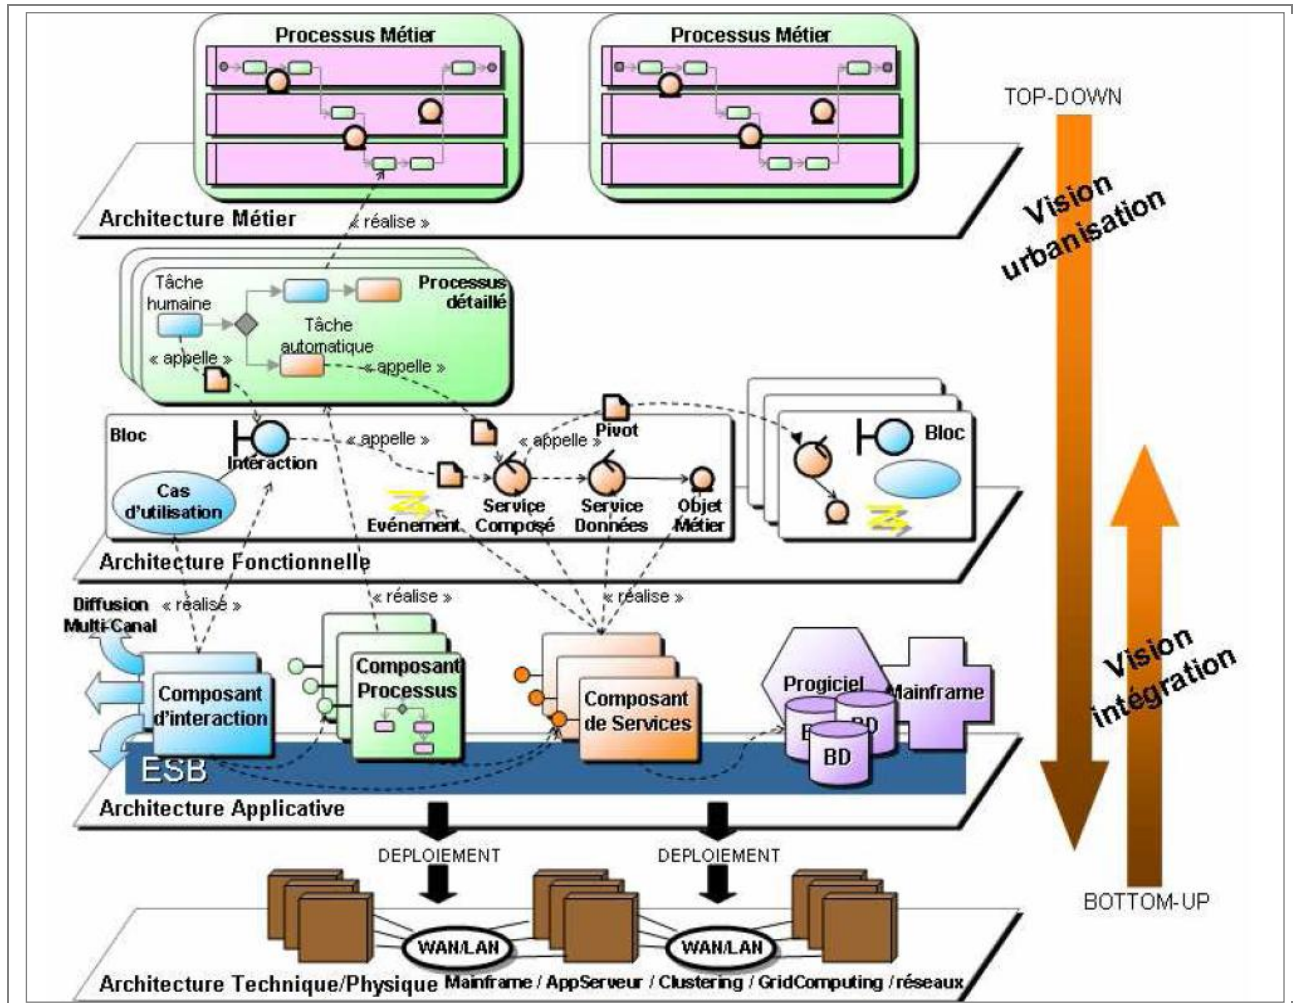 Processus Métier
Processus Métier
TOP-DOWN
Vision
urbanisation
Architecture Métier
« réalise »
Tâche
humaine
Processus
détaillé
Tâche
automatique
« appelle »
« appelle »
Bloc
Intéraction
« appelle »
« appelle »
Pivot
Bloc
Cas
d'utilisation
Evénement
Service
Composé
Service
Données
Objet
Métier
Architecture Fonctionnelle
Diffusion
Multi-Canal
« réalise »
« réalise »
« réalise »
Vision
intégration
Composant
d'interaction
Composant
Processus
Composant
de Services
Progiciel
Mainframe
BD
BD
ESB
Architecture Applicative
DEPLOIEMENT
DEPLOIEMENT
BOTTOM-UP
WAN/LAN
WAN/LAN
Architecture Technique/Physique Mainframe / AppServeur / Clustering / GridComputing / réseaux